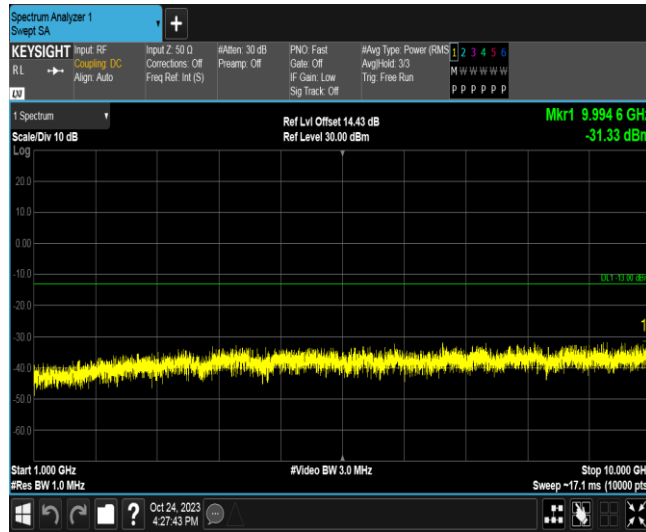 Spectrum Analyzer 1
Swept SA
+
KEYSIGHT
RL
LXI
Input: RF
Coupling: DC
Align: Auto
Input Z: 50 Ω
Corrections: Off
Freq Ref: Int (S)
#Atten: 30 dB
Preamp: Off
PNO: Fast
Gate: Off
IF Gain: Low
Sig Track: Off
#Avg Type: Power (RMS
Avg|Hold: 3/3
Trig: Free Run
1 2 3 4 5 6
M W W W W W
P P P P P P
1 Spectrum
Scale/Div 10 dB
Log
Ref Lvl Offset 14.43 dB
Ref Level 30.00 dBm
Mkr1 9.994 6 GHz
-31.33 dBm
20.0
10.0
0.00
-10.0
-20.0
-30.0
-40.0
-50.0
-60.0
DL1 -13.00 dBm
1
Start 1.000 GHz
#Res BW 1.0 MHz
#Video BW 3.0 MHz
Stop 10.000 GHz
Sweep ~17.1 ms (10000 pts
?
Oct 24, 2023
4:27:43 PM